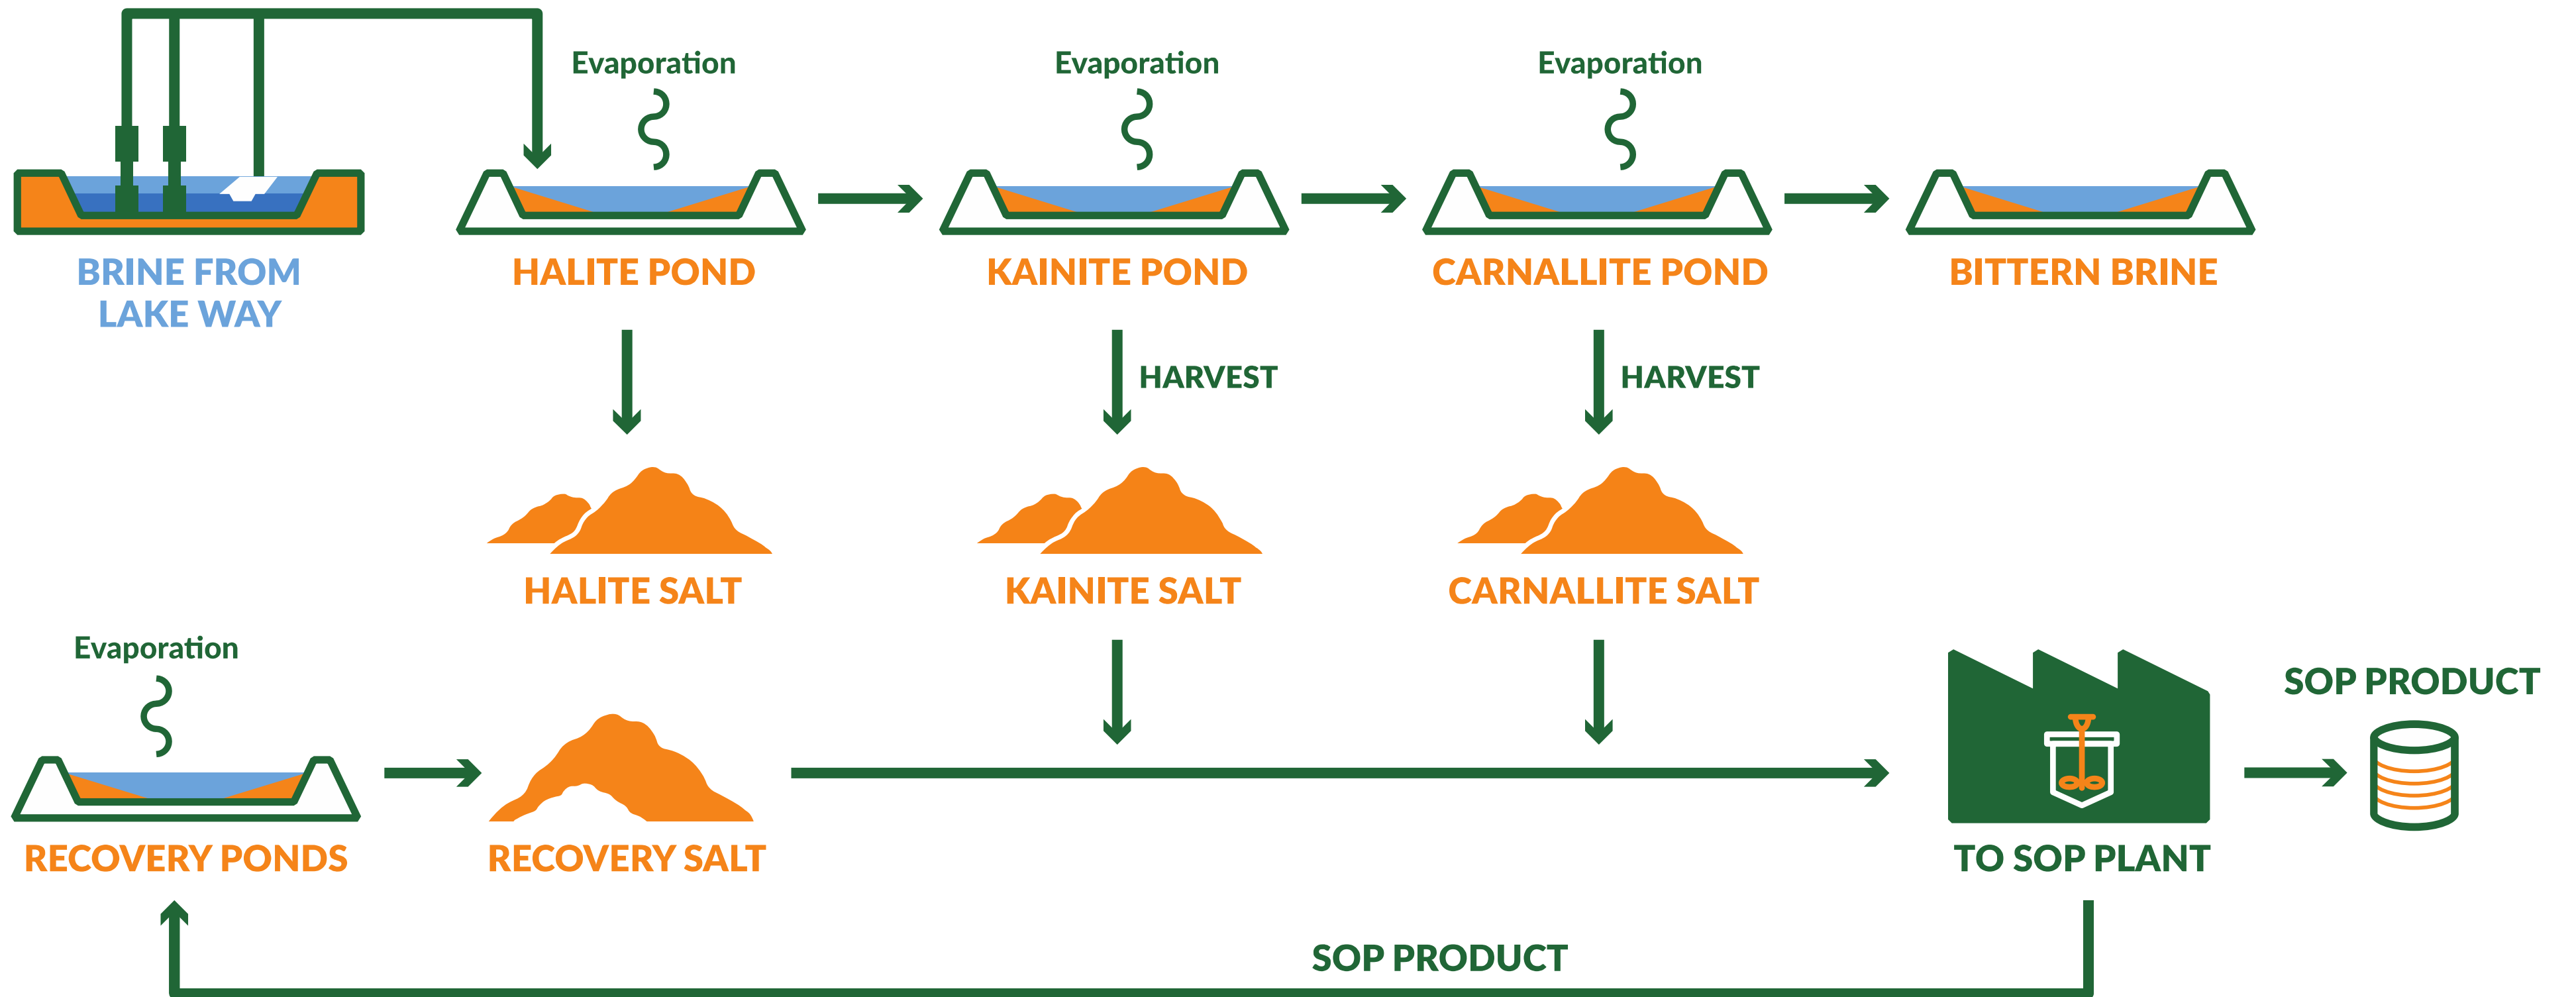 Evaporation
Evaporation
Evaporation
BRINE FROM
LAKE WAY
HALITE POND
KAINITE POND
CARNALLITE POND
BITTERN BRINE
HARVEST
HARVEST
HALITE SALT
KAINITE SALT
CARNALLITE SALT
Evaporation
SOP PRODUCT
RECOVERY PONDS
RECOVERY SALT
TO SOP PLANT
SOP PRODUCT